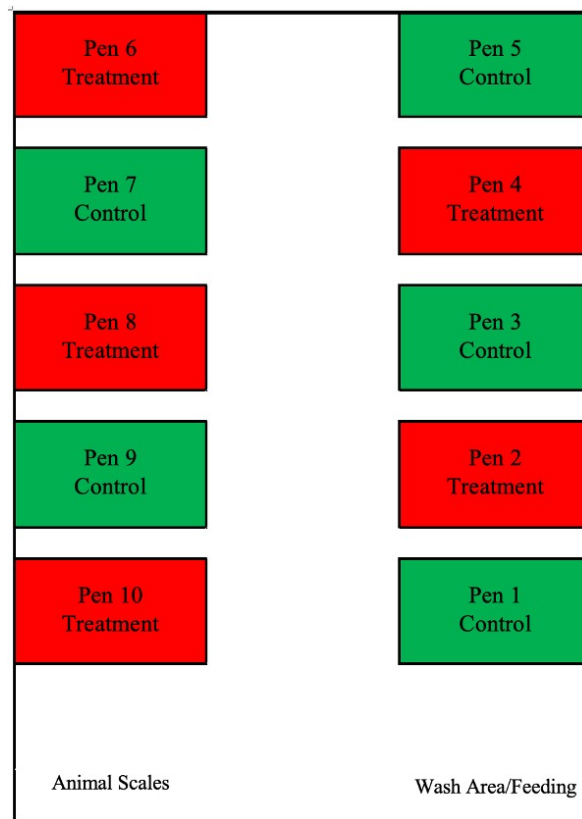 Pen 6
Treatment
Pen 5
Control
Pen 7
Control
Pen 4
Treatment
Pen 8
Treatment
Pen 3
Control
Pen 9
Control
Pen 2
Treatment
Pen 10
Treatment
Pen 1
Control
Animal Scales
Wash Area/Feeding